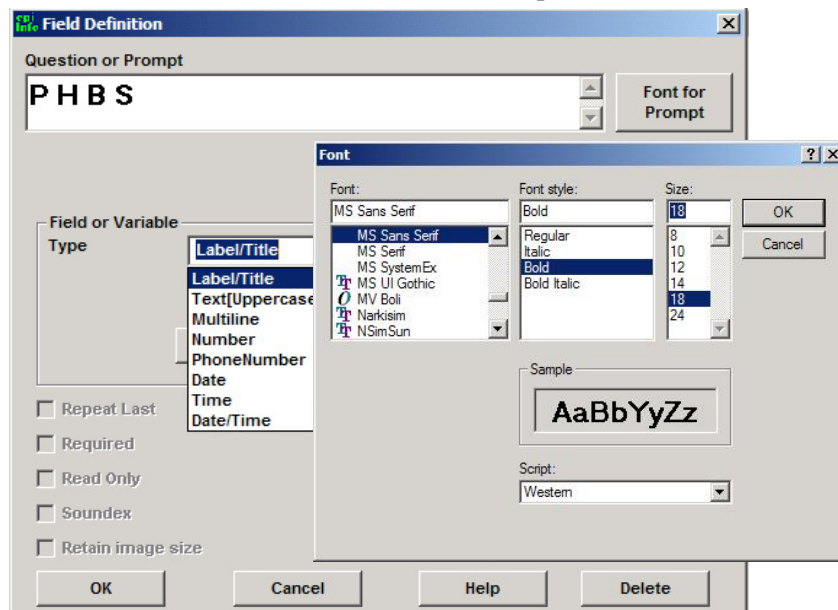 Epi Info Field Definition
Question or Prompt
P H B S
Font for
Prompt
Field or Variable
Type
Label/Title
Label/Title
Text[Uppercase
Multiline
Number
PhoneNumber
Date
Time
Date/Time
Repeat Last
Required
Read Only
Soundex
Retain image size
OK Cancel Help Delete
Font
Font: Font style: Size:
MS Sans Serif Bold 18
MS Sans Serif Regular 8
MS Serif Italic 10
MS SystemEx Bold 12
MS UI Gothic Bold Italic 14
MV Boli 18
Narkisim 24
NSimSun
OK
Cancel
Sample
AaBbYyZz
Script:
Western